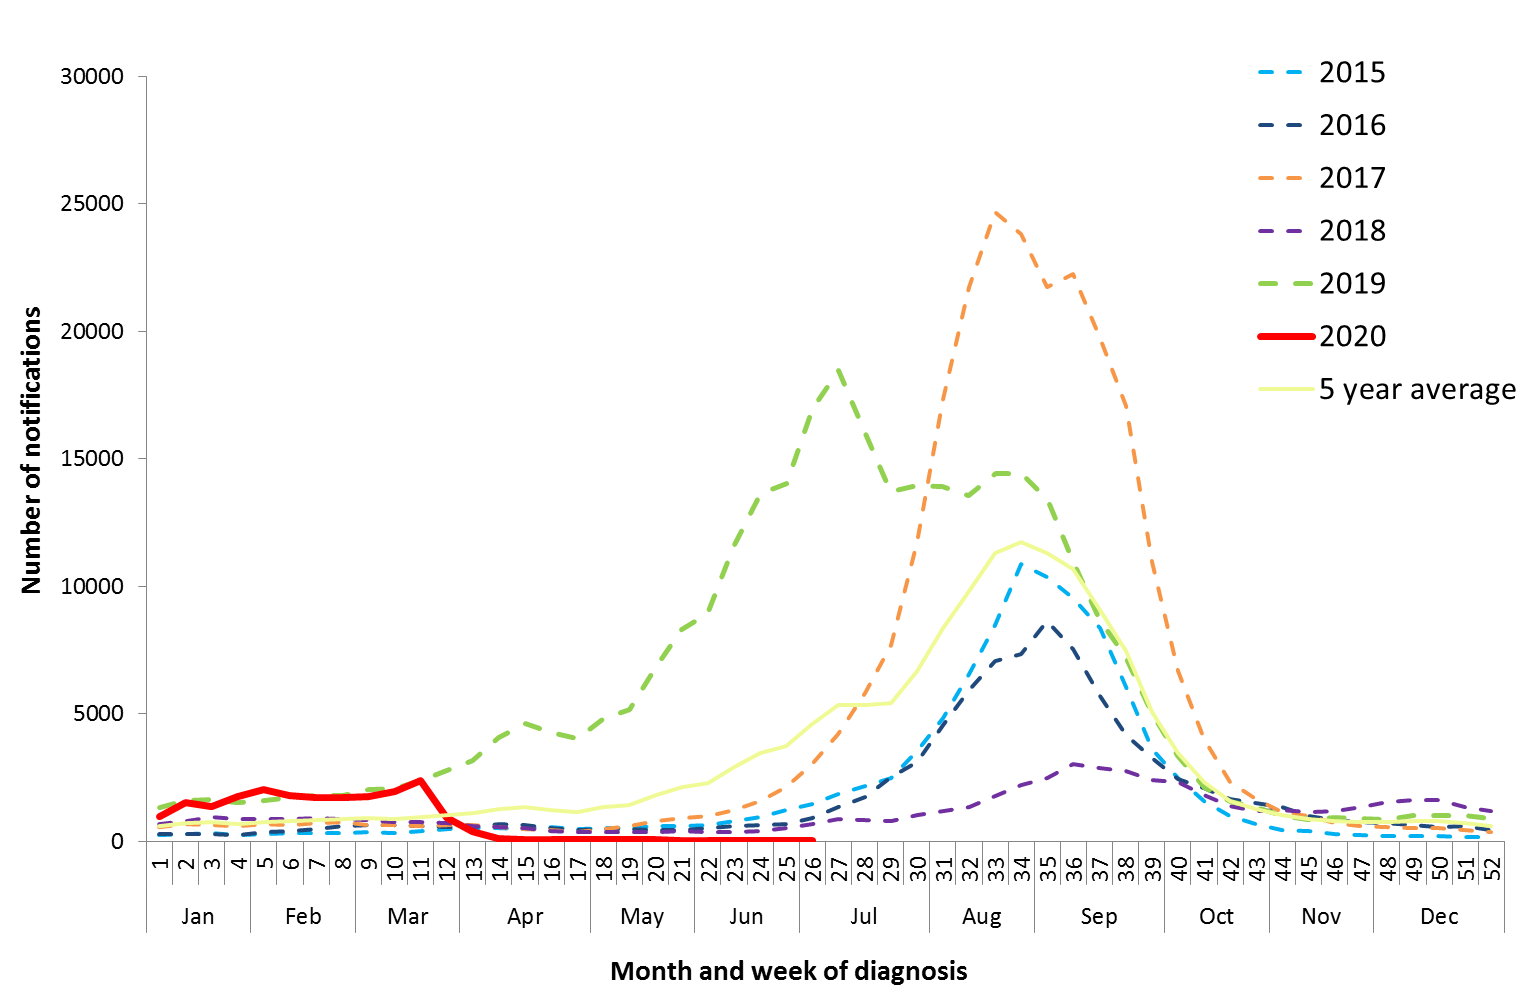 30000
25000
20000
15000
10000
5000
0
Number of notifications
2015
2016
2017
2018
2019
2020
5 year average
1 2 3 4 5 6 7 8 9 10 11 12 13 14 15 16 17 18 19 20 21 22 23 24 25 26 27 28 29 30 31 32 33 34 35 36 37 38 39 40 41 42 43 44 45 46 47 48 49 50 51 52
Jan Feb Mar Apr May Jun Jul Aug Sep Oct Nov Dec
Month and week of diagnosis